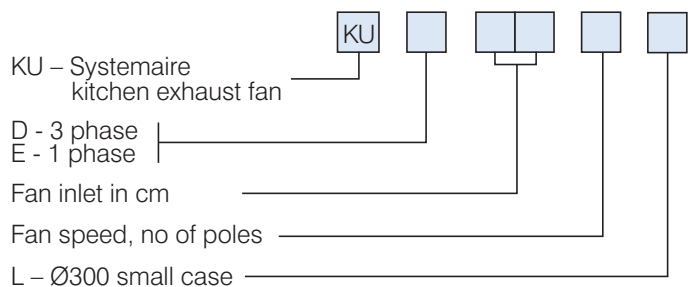 KU
KU – Systemaire
kitchen exhaust fan
D - 3 phase
E - 1 phase
Fan inlet in cm
Fan speed, no of poles
L – Ø300 small case